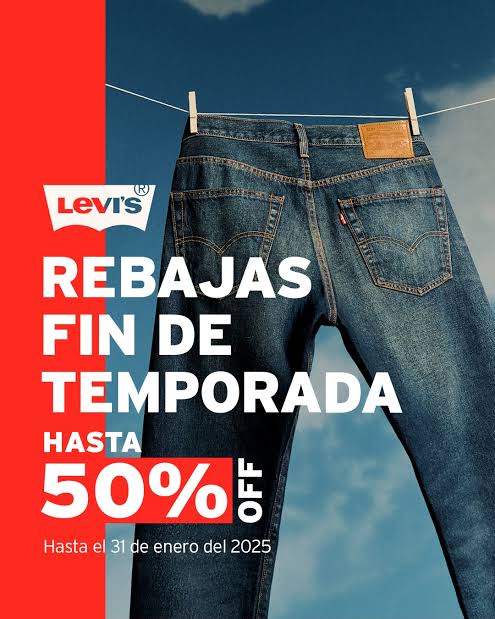 LEVI'S ®
REBAJAS
FIN DE
TEMPORADA
HASTA
50% OFF
Hasta el 31 de enero del 2025